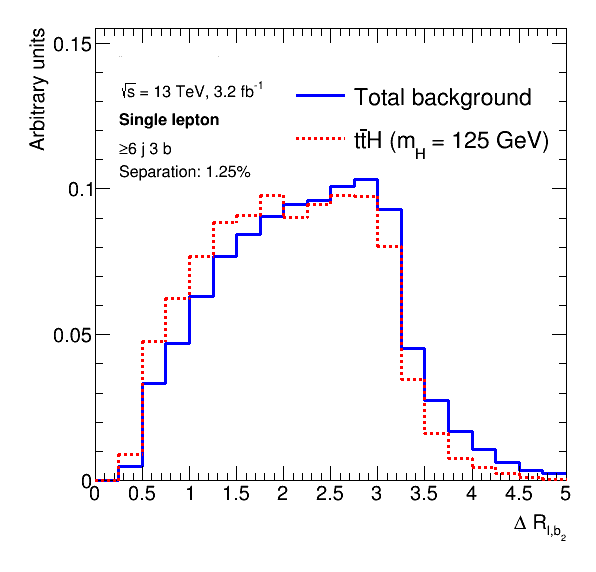 Arbitrary units
0.15
0.1
0.05
0
√s = 13 TeV, 3.2 fb⁻¹
Single lepton
≥6 j 3 b
Separation: 1.25%
Total background
tt̄H (m_H = 125 GeV)
0 0.5 1 1.5 2 2.5 3 3.5 4 4.5 5
Δ R_l,b₂